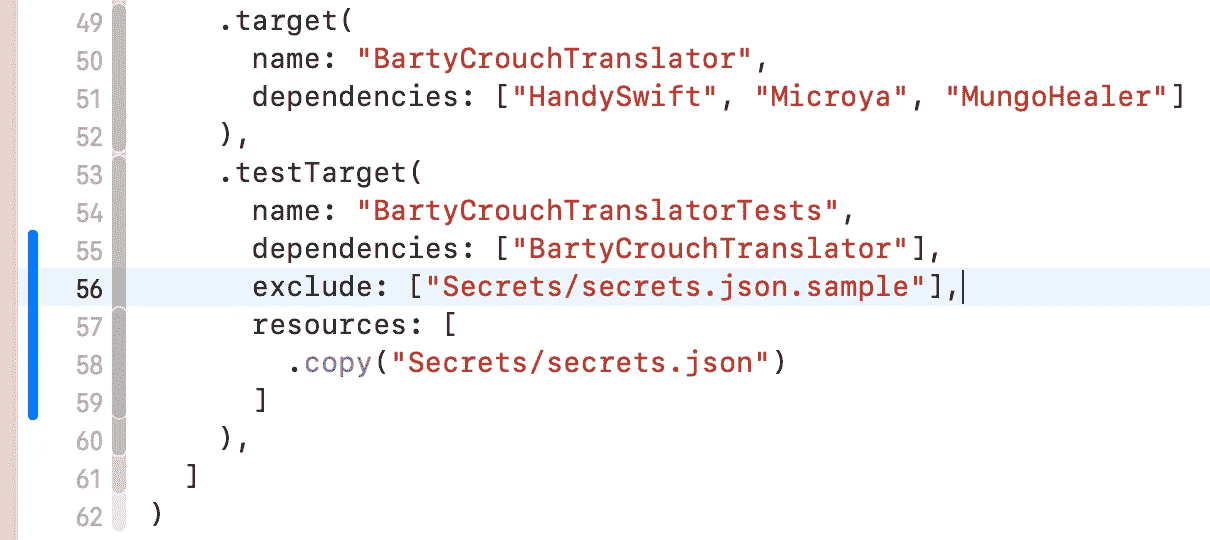 49 .target(
50 name: "BartyCrouchTranslator",
51 dependencies: ["HandySwift", "Microya", "MungoHealer"]
52 ),
53 .testTarget(
54 name: "BartyCrouchTranslatorTests",
55 dependencies: ["BartyCrouchTranslator"],
56 exclude: ["Secrets/secrets.json.sample"],
57 resources: [
58 .copy("Secrets/secrets.json")
59 ]
60 ),
61 ]
62 )